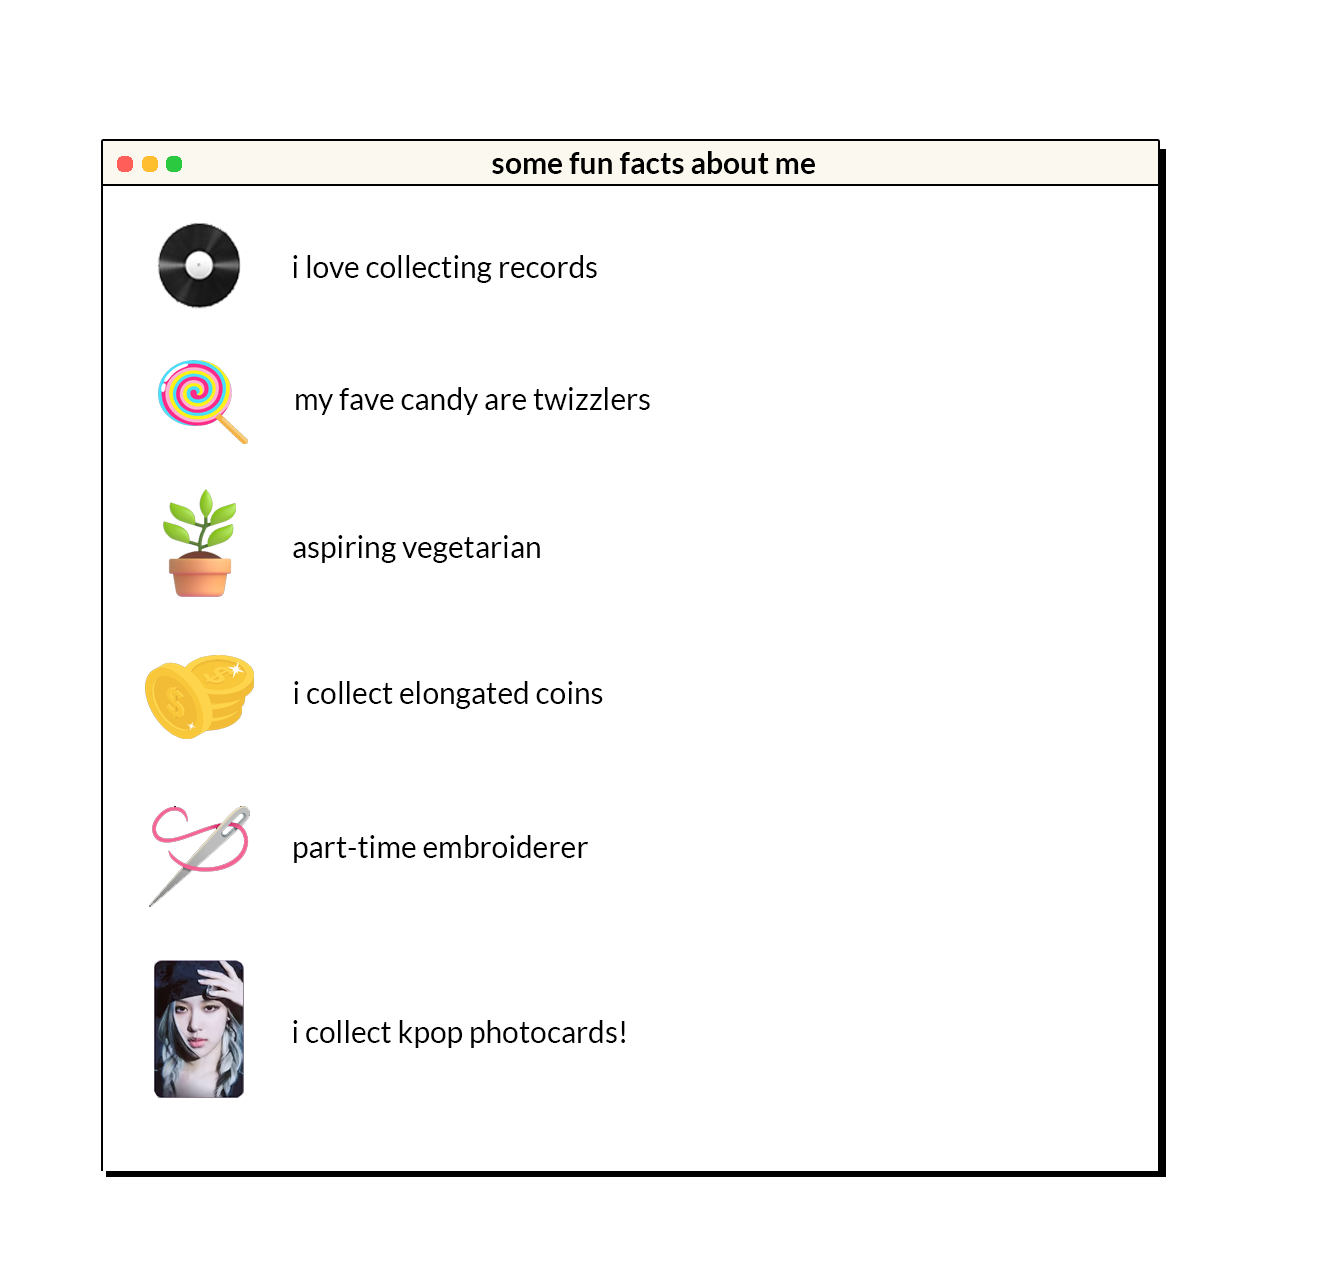 some fun facts about me
i love collecting records
my fave candy are twizzlers
aspiring vegetarian
i collect elongated coins
part-time embroiderer
i collect kpop photocards!